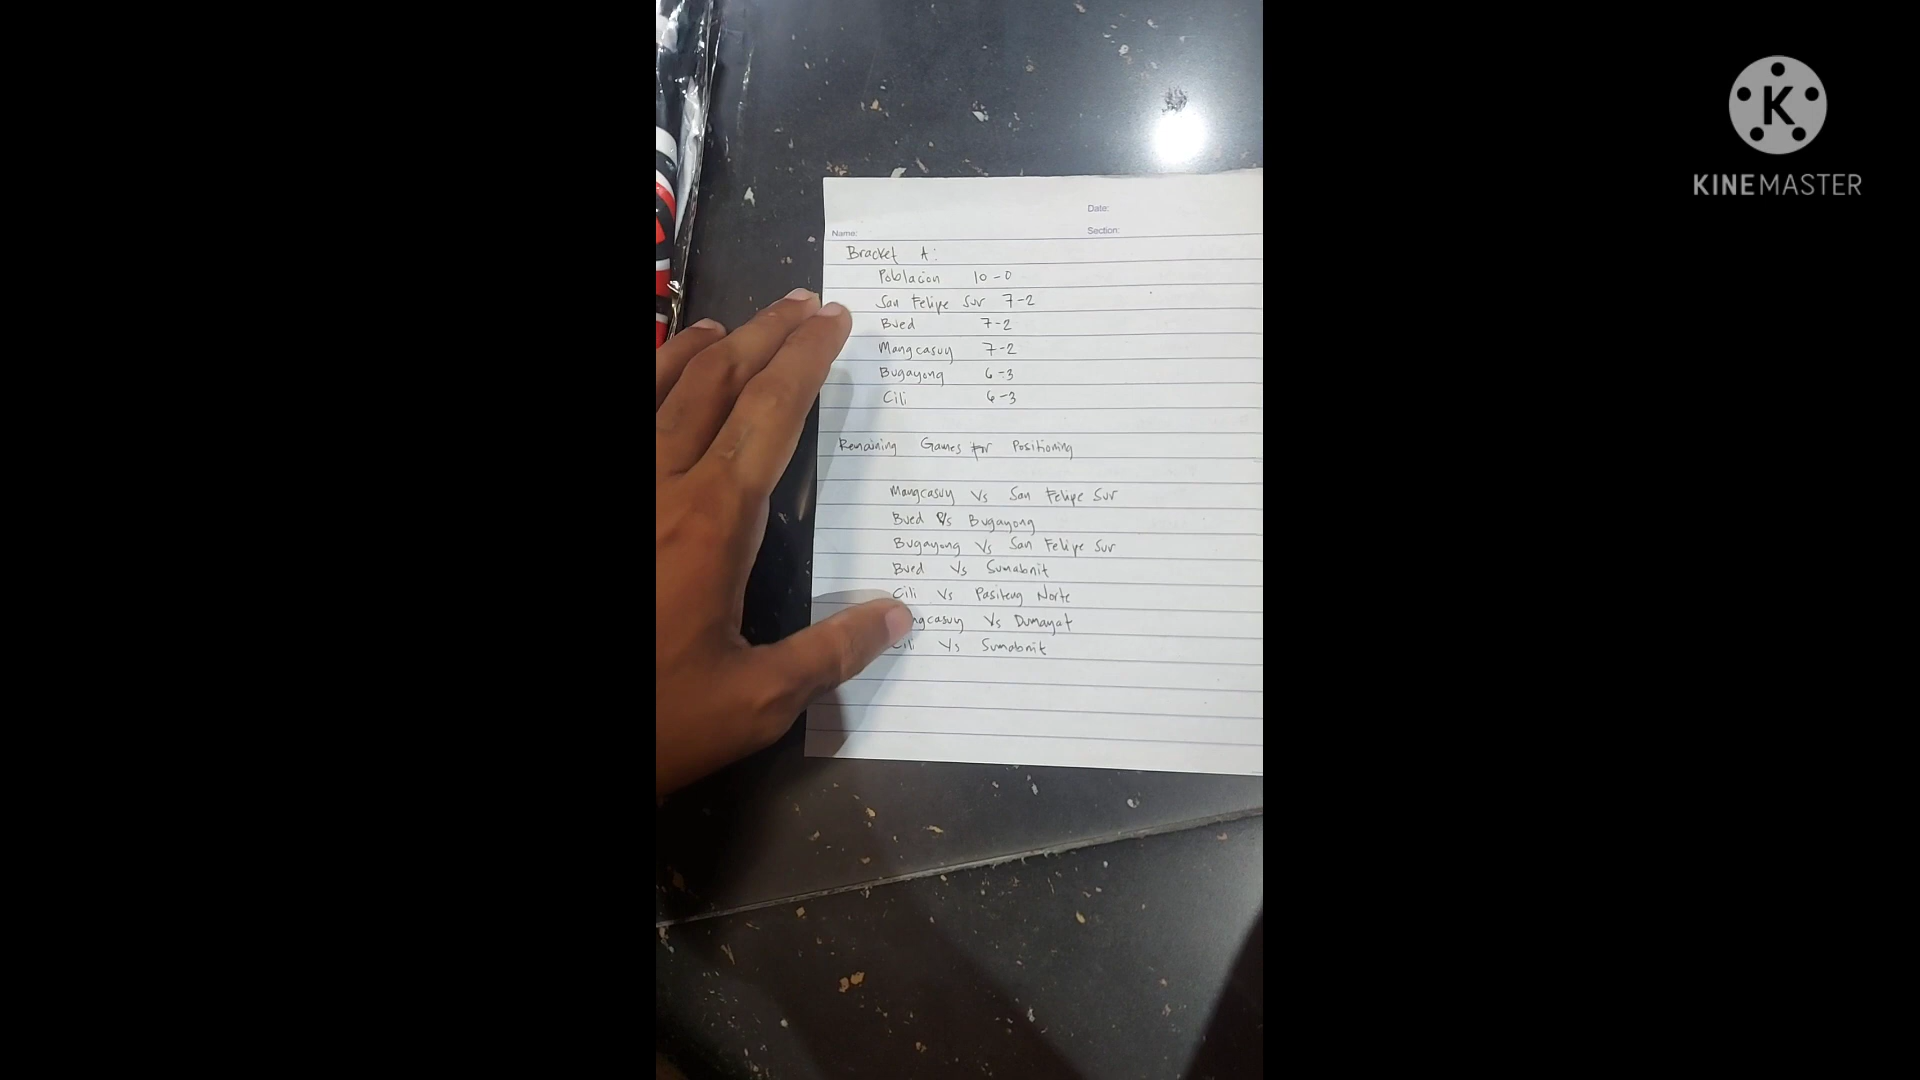 Date:
Name:
Section:
Bracket A:
Poblacion 10-0
San Felipe Sur 7-2
Bued 7-2
Mangcasuy 7-2
Bugayong 6-3
Cili 6-3
Remaining Games for Positioning
Mangcasuy Vs San Felipe Sur
Bued Vs Bugayong
Bugayong Vs San Felipe Sur
Bued Vs Sumabnit
Cili Vs Pasileng Norte
ngcasuy Vs Dumayat
Cili Vs Sumabnit
K
KINEMASTER